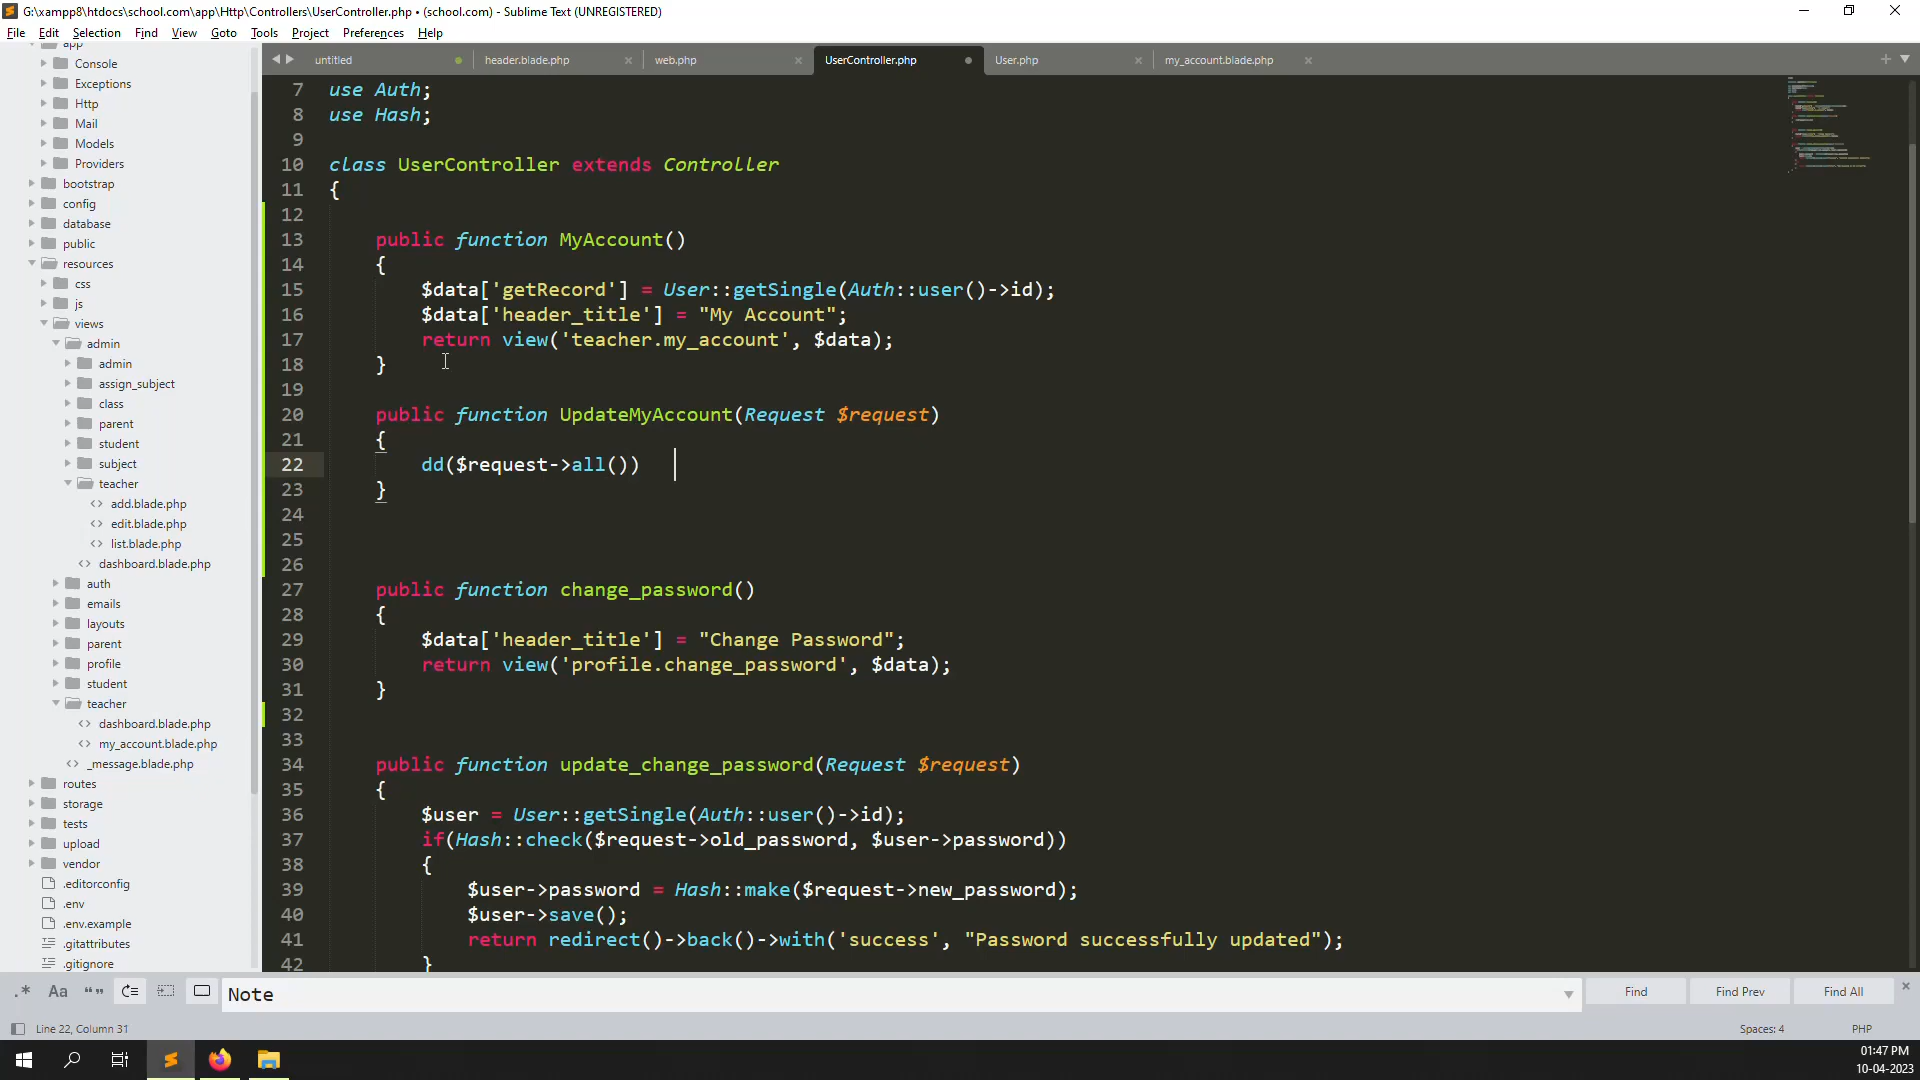 G:\xampp8\htdocs\school.com\app\Http\Controllers\UserController.php • (school.com) - Sublime Text (UNREGISTERED)
File Edit Selection Find View Goto Tools Project Preferences Help
app
Console
Exceptions
Http
Mail
Models
Providers
bootstrap
config
database
public
resources
css
js
views
admin
admin
assign_subject
class
parent
student
subject
teacher
add.blade.php
edit.blade.php
list.blade.php
dashboard.blade.php
auth
emails
layouts
parent
profile
student
teacher
dashboard.blade.php
my_account.blade.php
_message.blade.php
routes
storage
tests
upload
vendor
.editorconfig
.env
.env.example
.gitattributes
.gitignore
untitled header.blade.php web.php UserController.php User.php my_account.blade.php
7 use Auth;
8 use Hash;
9
10 class UserController extends Controller
11 {
12
13 public function MyAccount()
14 {
15 $data['getRecord'] = User::getSingle(Auth::user()->id);
16 $data['header_title'] = "My Account";
17 return view('teacher.my_account', $data);
18 }
19
20 public function UpdateMyAccount(Request $request)
21 {
22 dd($request->all())
23 }
24
25
26
27 public function change_password()
28 {
29 $data['header_title'] = "Change Password";
30 return view('profile.change_password', $data);
31 }
32
33
34 public function update_change_password(Request $request)
35 {
36 $user = User::getSingle(Auth::user()->id);
37 if(Hash::check($request->old_password, $user->password))
38 {
39 $user->password = Hash::make($request->new_password);
40 $user->save();
41 return redirect()->back()->with('success', "Password successfully updated");
42 }
.* Aa “” Note Find Find Prev Find All
Line 22, Column 31 Spaces: 4 PHP
01:47 PM
10-04-2023